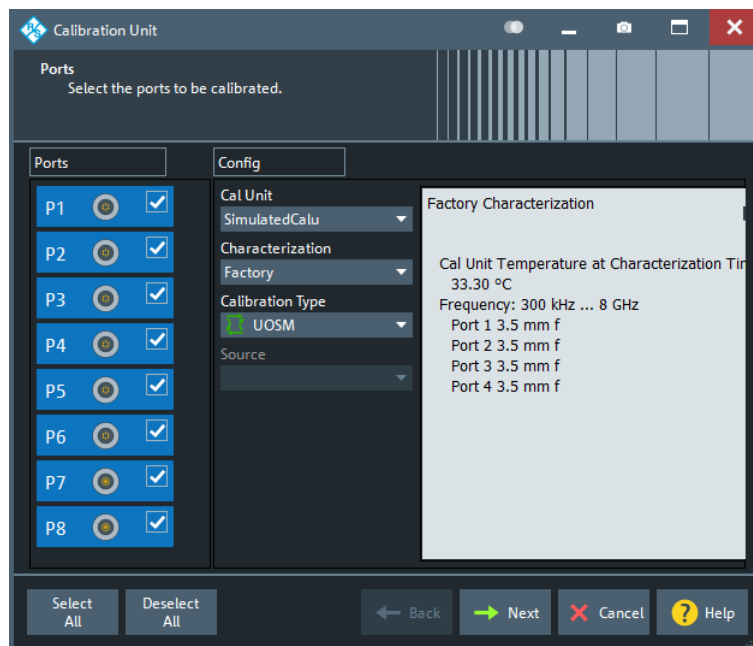 Calibration Unit
Ports
Select the ports to be calibrated.
Ports
P1
P2
P3
P4
P5
P6
P7
P8
Config
Cal Unit
SimulatedCalu
Characterization
Factory
Calibration Type
UOSM
Source
Factory Characterization
Cal Unit Temperature at Characterization
33.30 ºC
Frequency: 300 kHz ... 8 GHz
Port 1 3.5 mm f
Port 2 3.5 mm f
Port 3 3.5 mm f
Port 4 3.5 mm f
Select
All
Deselect
All
Back
Next
Cancel
? Help